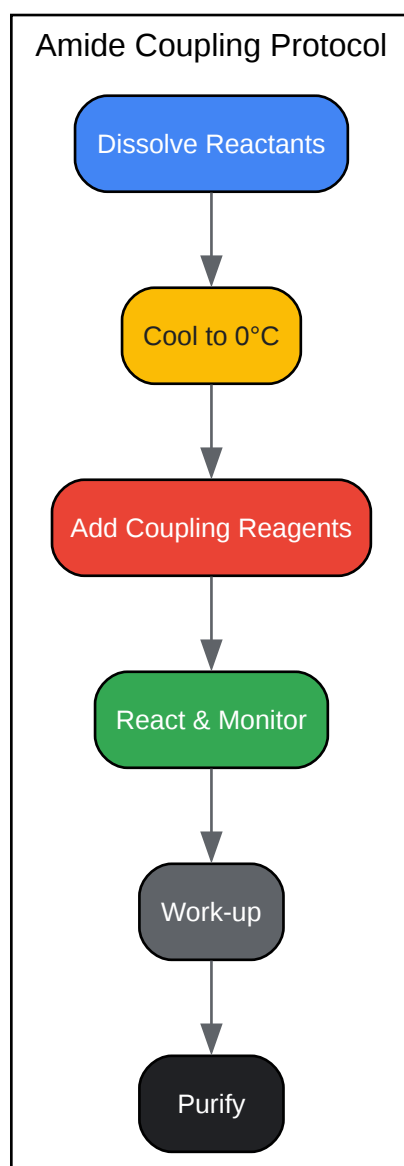 Amide Coupling Protocol
Dissolve Reactants
Cool to 0°C
Add Coupling Reagents
React & Monitor
Work-up
Purify